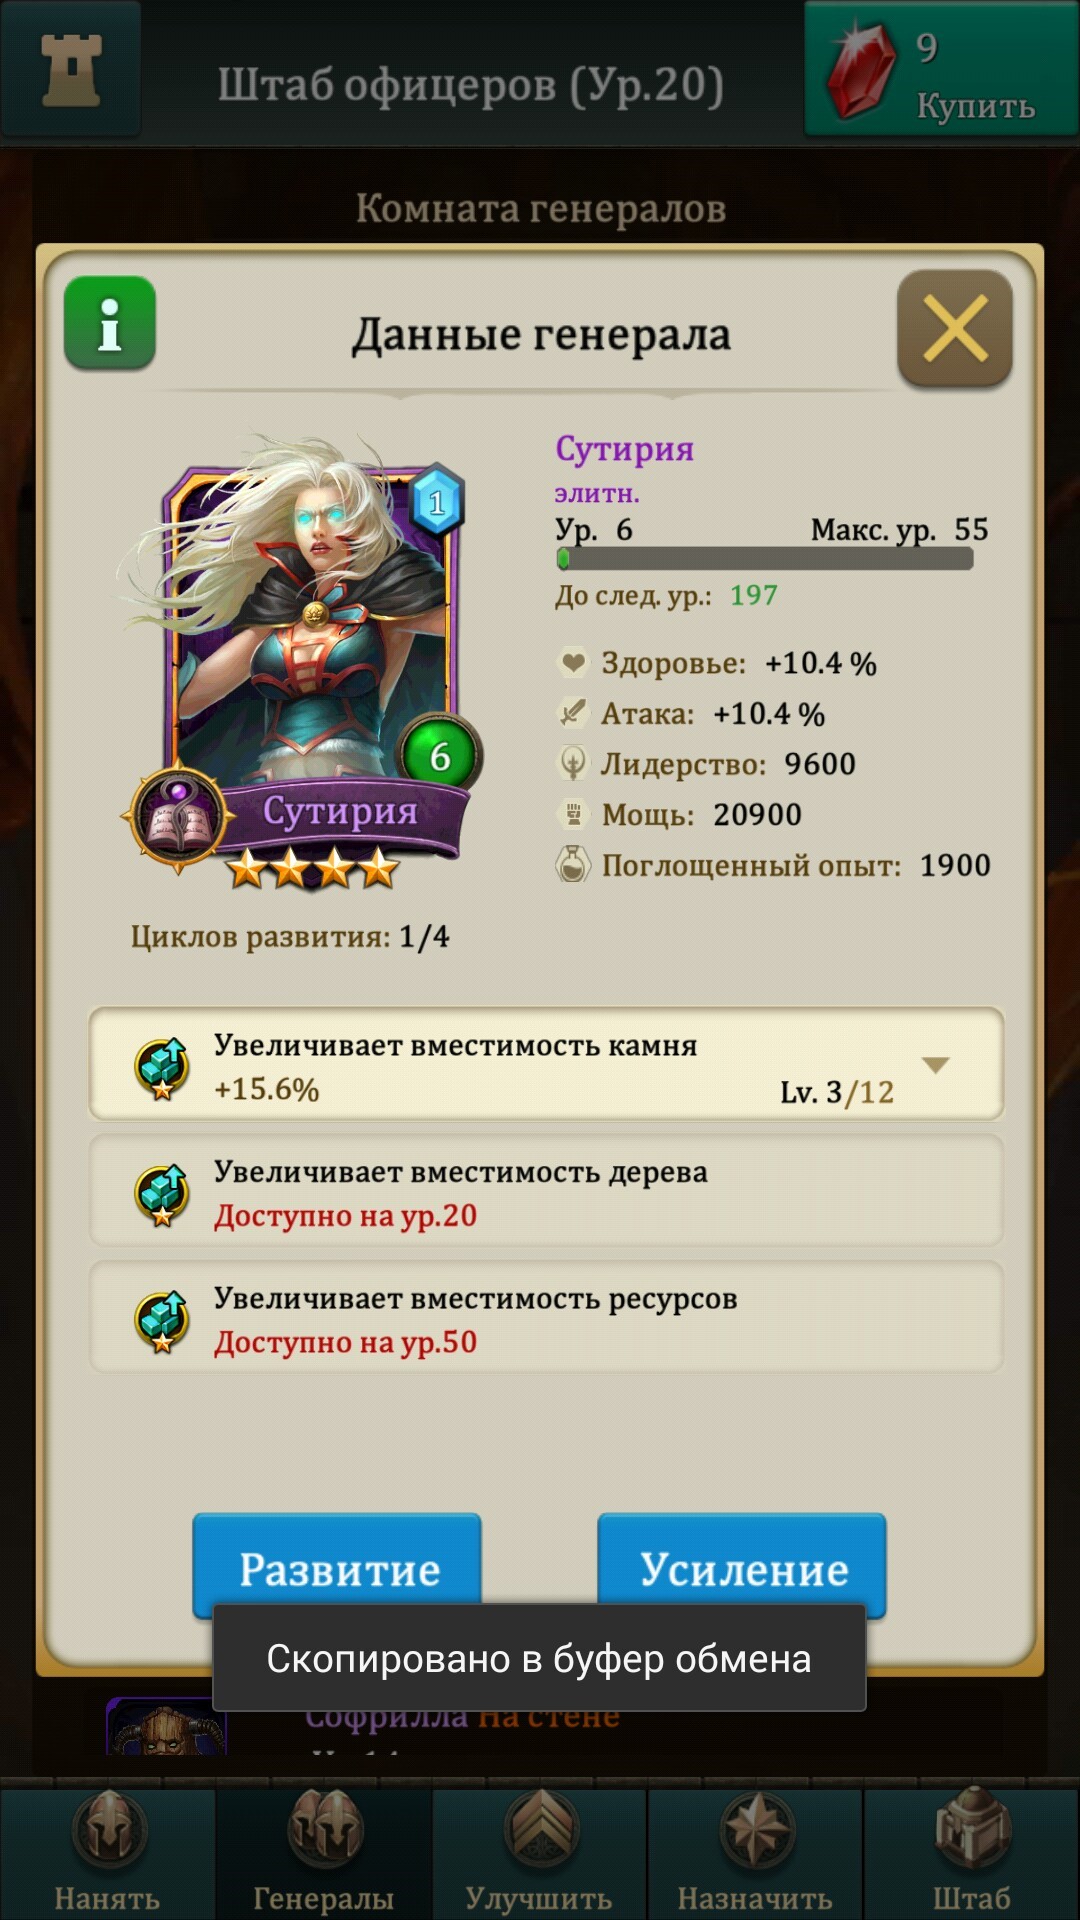 Штаб офицеров (Ур.20)
9
Купить
Комната генералов
i
Данные генерала
1
6
Сутирия
Сутирия
элитн.
Ур. 6 Макс. ур. 55
До след. ур.: 197
Здоровье: +10.4 %
Атака: +10.4 %
Лидерство: 9600
Мощь: 20900
Поглощенный опыт: 1900
Циклов развития: 1/4
Увеличивает вместимость камня
+15.6% Lv. 3/12
Увеличивает вместимость дерева
Доступно на ур.20
Увеличивает вместимость ресурсов
Доступно на ур.50
Развитие Усиление
Скопировано в буфер обмена
Софрилла На стене
Нанять Генералы Улучшить Назначить Штаб